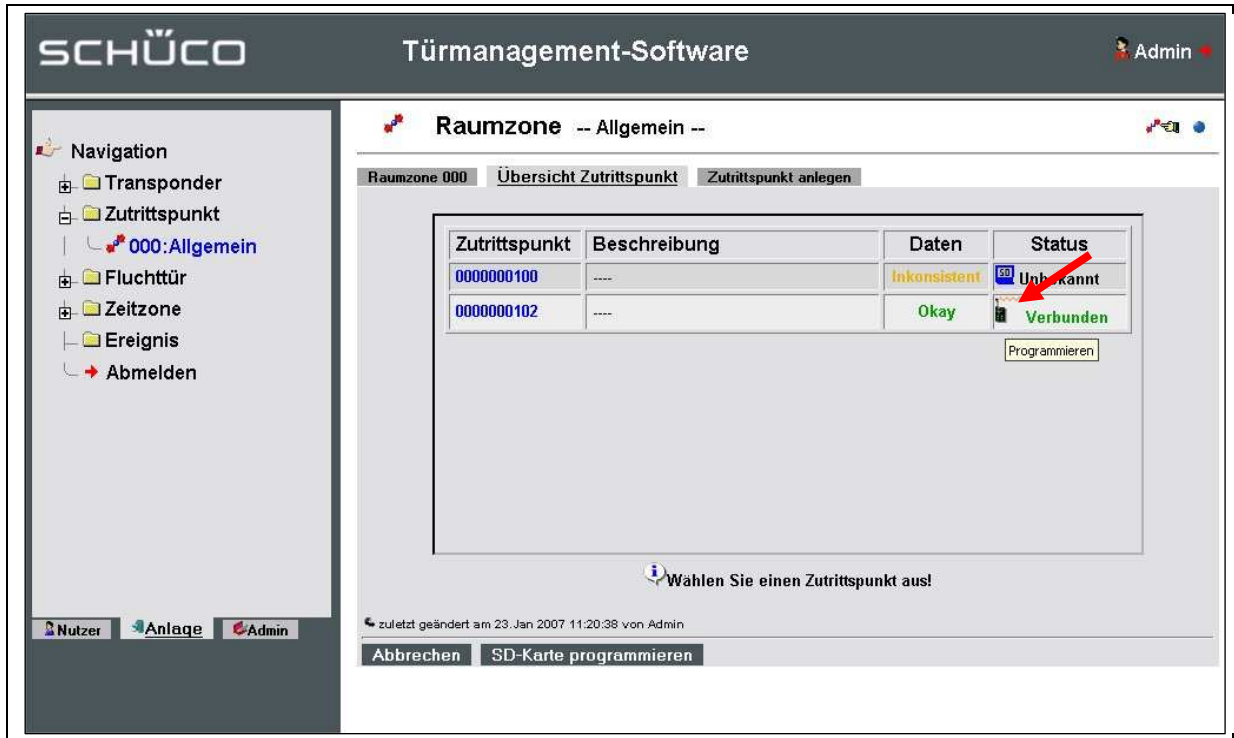 SCHÜCO
Türmanagement-Software
Admin
Navigation
Transponder
Zutrittspunkt
000:Allgemein
Fluchttür
Zeitzone
Ereignis
Abmelden
Nutzer Anlage Admin
Raumzone -- Allgemein --
Raumzone 000 Übersicht Zutrittspunkt Zutrittspunkt anlegen
Zutrittspunkt Beschreibung Daten Status
0000000100 ---- Inkonsistent SD Unbekannt
0000000102 ---- Okay Verbunden
Programmieren
Wählen Sie einen Zutrittspunkt aus!
zuletzt geändert am 23.Jan 2007 11:20:38 von Admin
Abbrechen SD-Karte programmieren